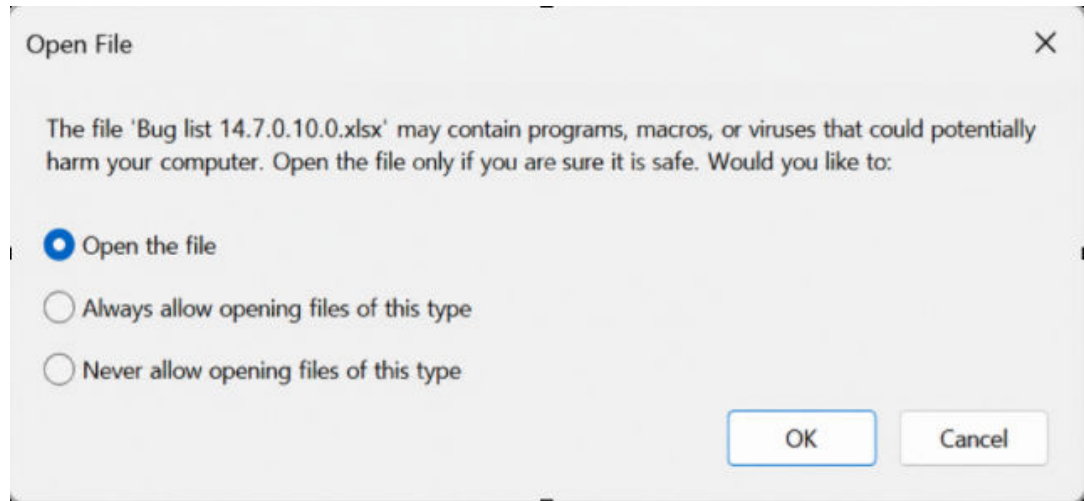 Open File
The file 'Bug list 14.7.0.10.0.xlsx' may contain programs, macros, or viruses that could potentially
harm your computer. Open the file only if you are sure it is safe. Would you like to:
Open the file
Always allow opening files of this type
Never allow opening files of this type
OK
Cancel